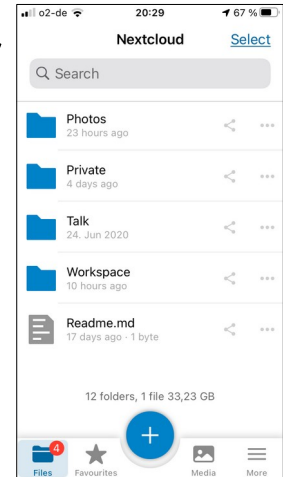 o2-de 20:29 67 %
Nextcloud Select
Search
Photos
23 hours ago
Private
4 days ago
Talk
24. Jun 2020
Workspace
10 hours ago
Readme.md
17 days ago · 1 byte
12 folders, 1 file 33,23 GB
4
Files Favourites Media More